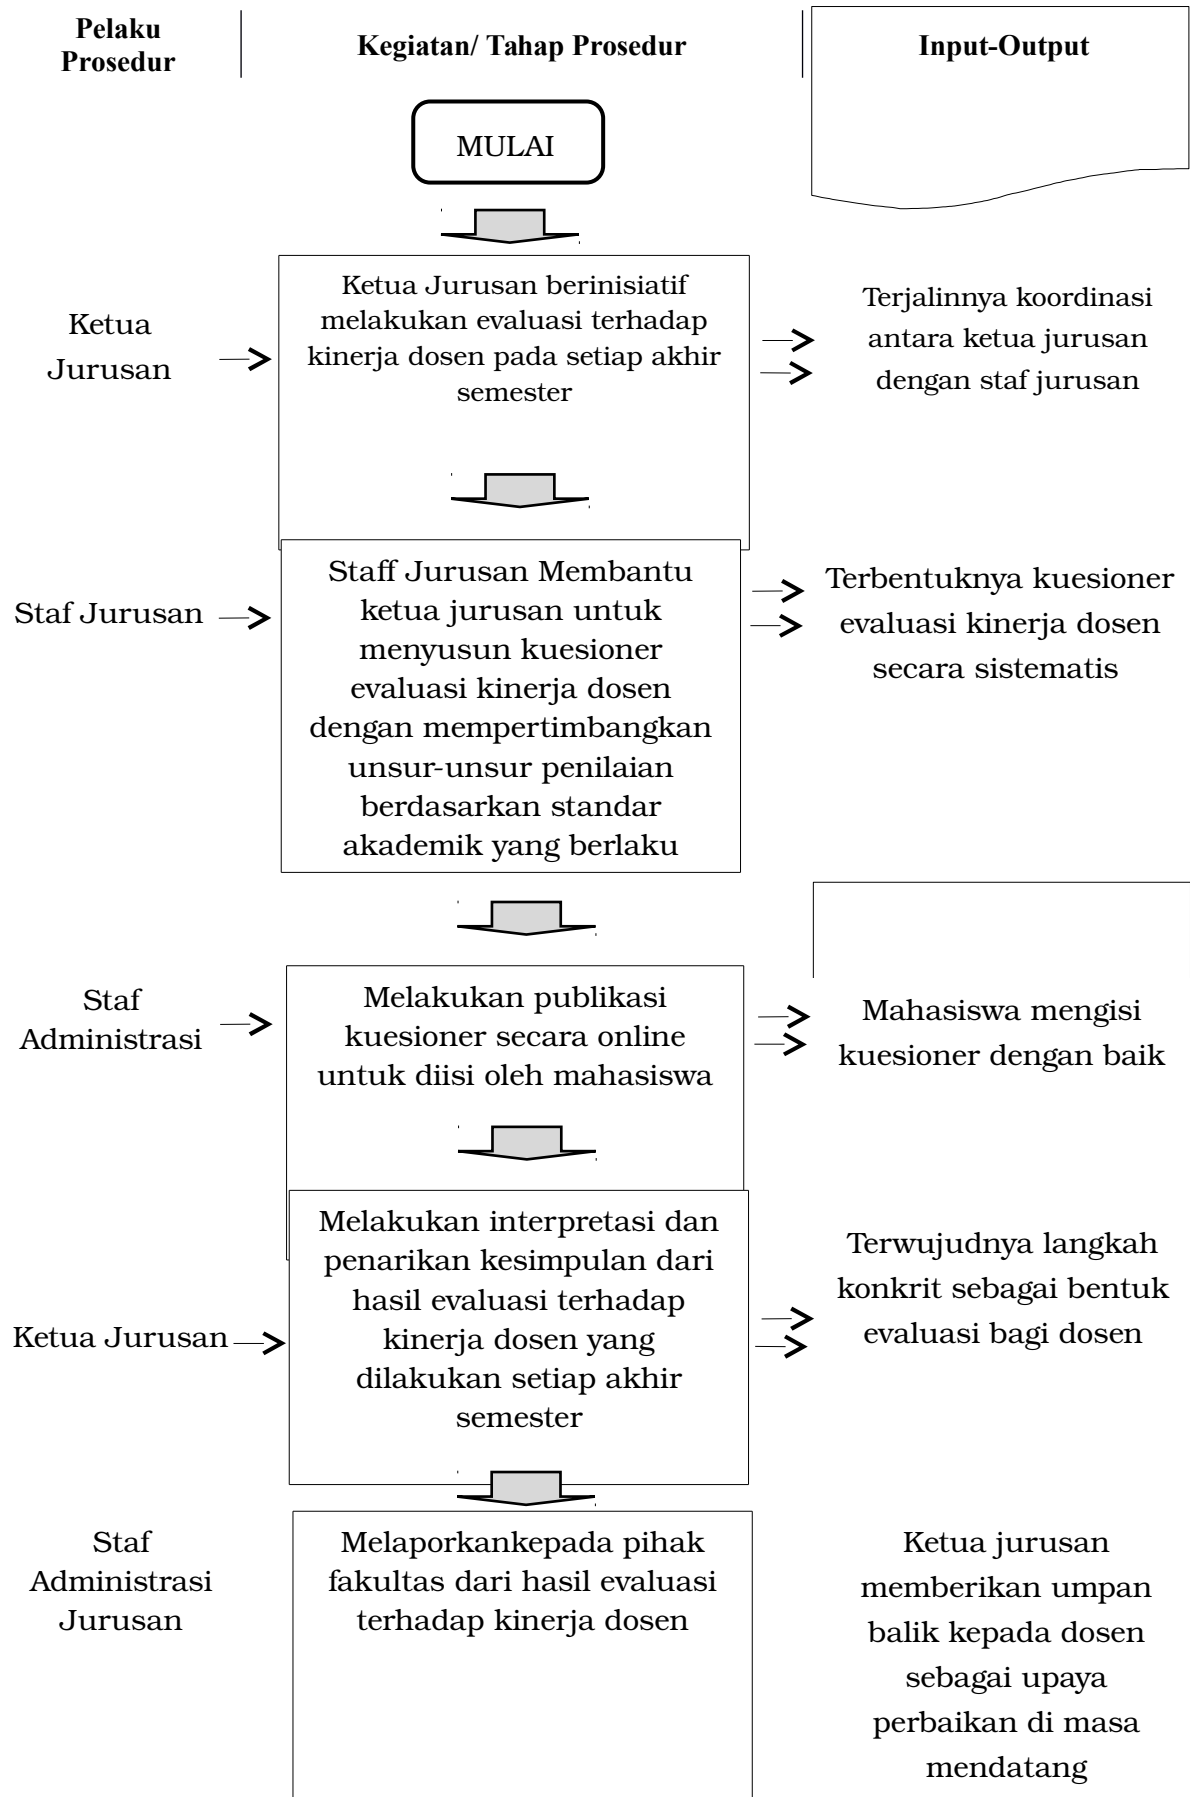 Pelaku
Prosedur
Kegiatan/ Tahap Prosedur
Input-Output
MULAI
Ketua
Jurusan
Ketua Jurusan berinisiatif
melakukan evaluasi terhadap
kinerja dosen pada setiap akhir
semester
Terjalinnya koordinasi
antara ketua jurusan
dengan staf jurusan
Staf Jurusan
Staff Jurusan Membantu
ketua jurusan untuk
menyusun kuesioner
evaluasi kinerja dosen
dengan mempertimbangkan
unsur-unsur penilaian
berdasarkan standar
akademik yang berlaku
Terbentuknya kuesioner
evaluasi kinerja dosen
secara sistematis
Staf
Administrasi
Melakukan publikasi
kuesioner secara online
untuk diisi oleh mahasiswa
Mahasiswa mengisi
kuesioner dengan baik
Ketua Jurusan
Melakukan interpretasi dan
penarikan kesimpulan dari
hasil evaluasi terhadap
kinerja dosen yang
dilakukan setiap akhir
semester
Terwujudnya langkah
konkrit sebagai bentuk
evaluasi bagi dosen
Staf
Administrasi
Jurusan
Melaporkankepada pihak
fakultas dari hasil evaluasi
terhadap kinerja dosen
Ketua jurusan
memberikan umpan
balik kepada dosen
sebagai upaya
perbaikan di masa
mendatang